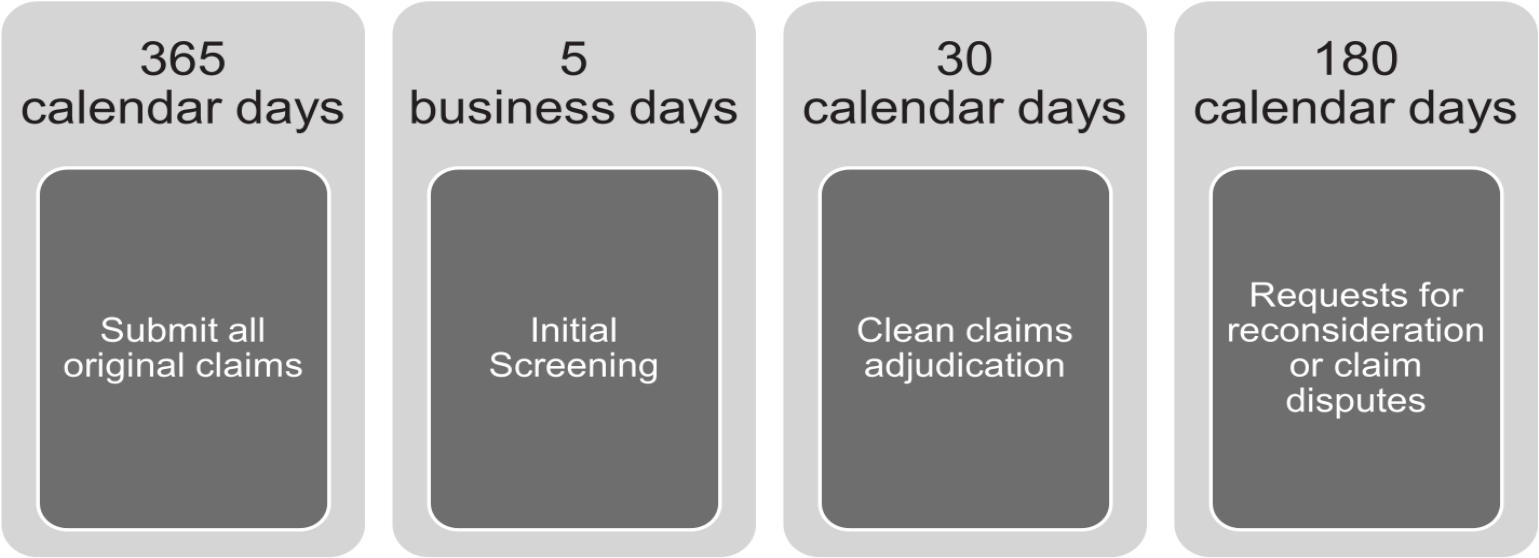 365
calendar days
Submit all
original claims
5
business days
Initial
Screening
30
calendar days
Clean claims
adjudication
180
calendar days
Requests for
reconsideration
or claim
disputes